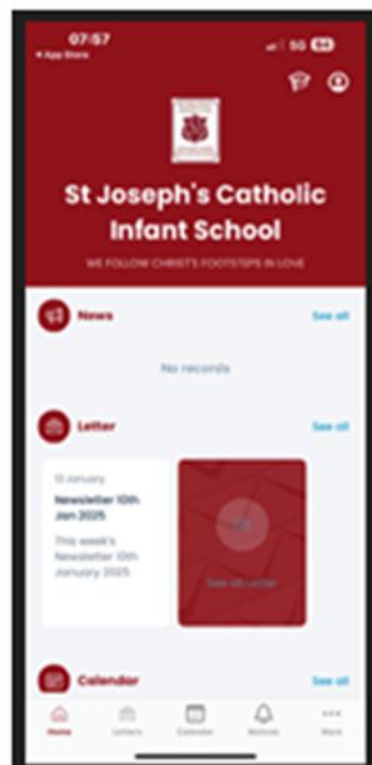 07:57
5G 64
◀ App Store
St Joseph's Catholic
Infant School
WE FOLLOW CHRIST'S FOOTSTEPS IN LOVE
News
See all
No records
Letter
See all
13 January
Newsletter 10th
Jan 2025
This week's
Newsletter 10th
January 2025
See all Letter
Calendar
See all
Home
Letters
Calendar
Notices
More